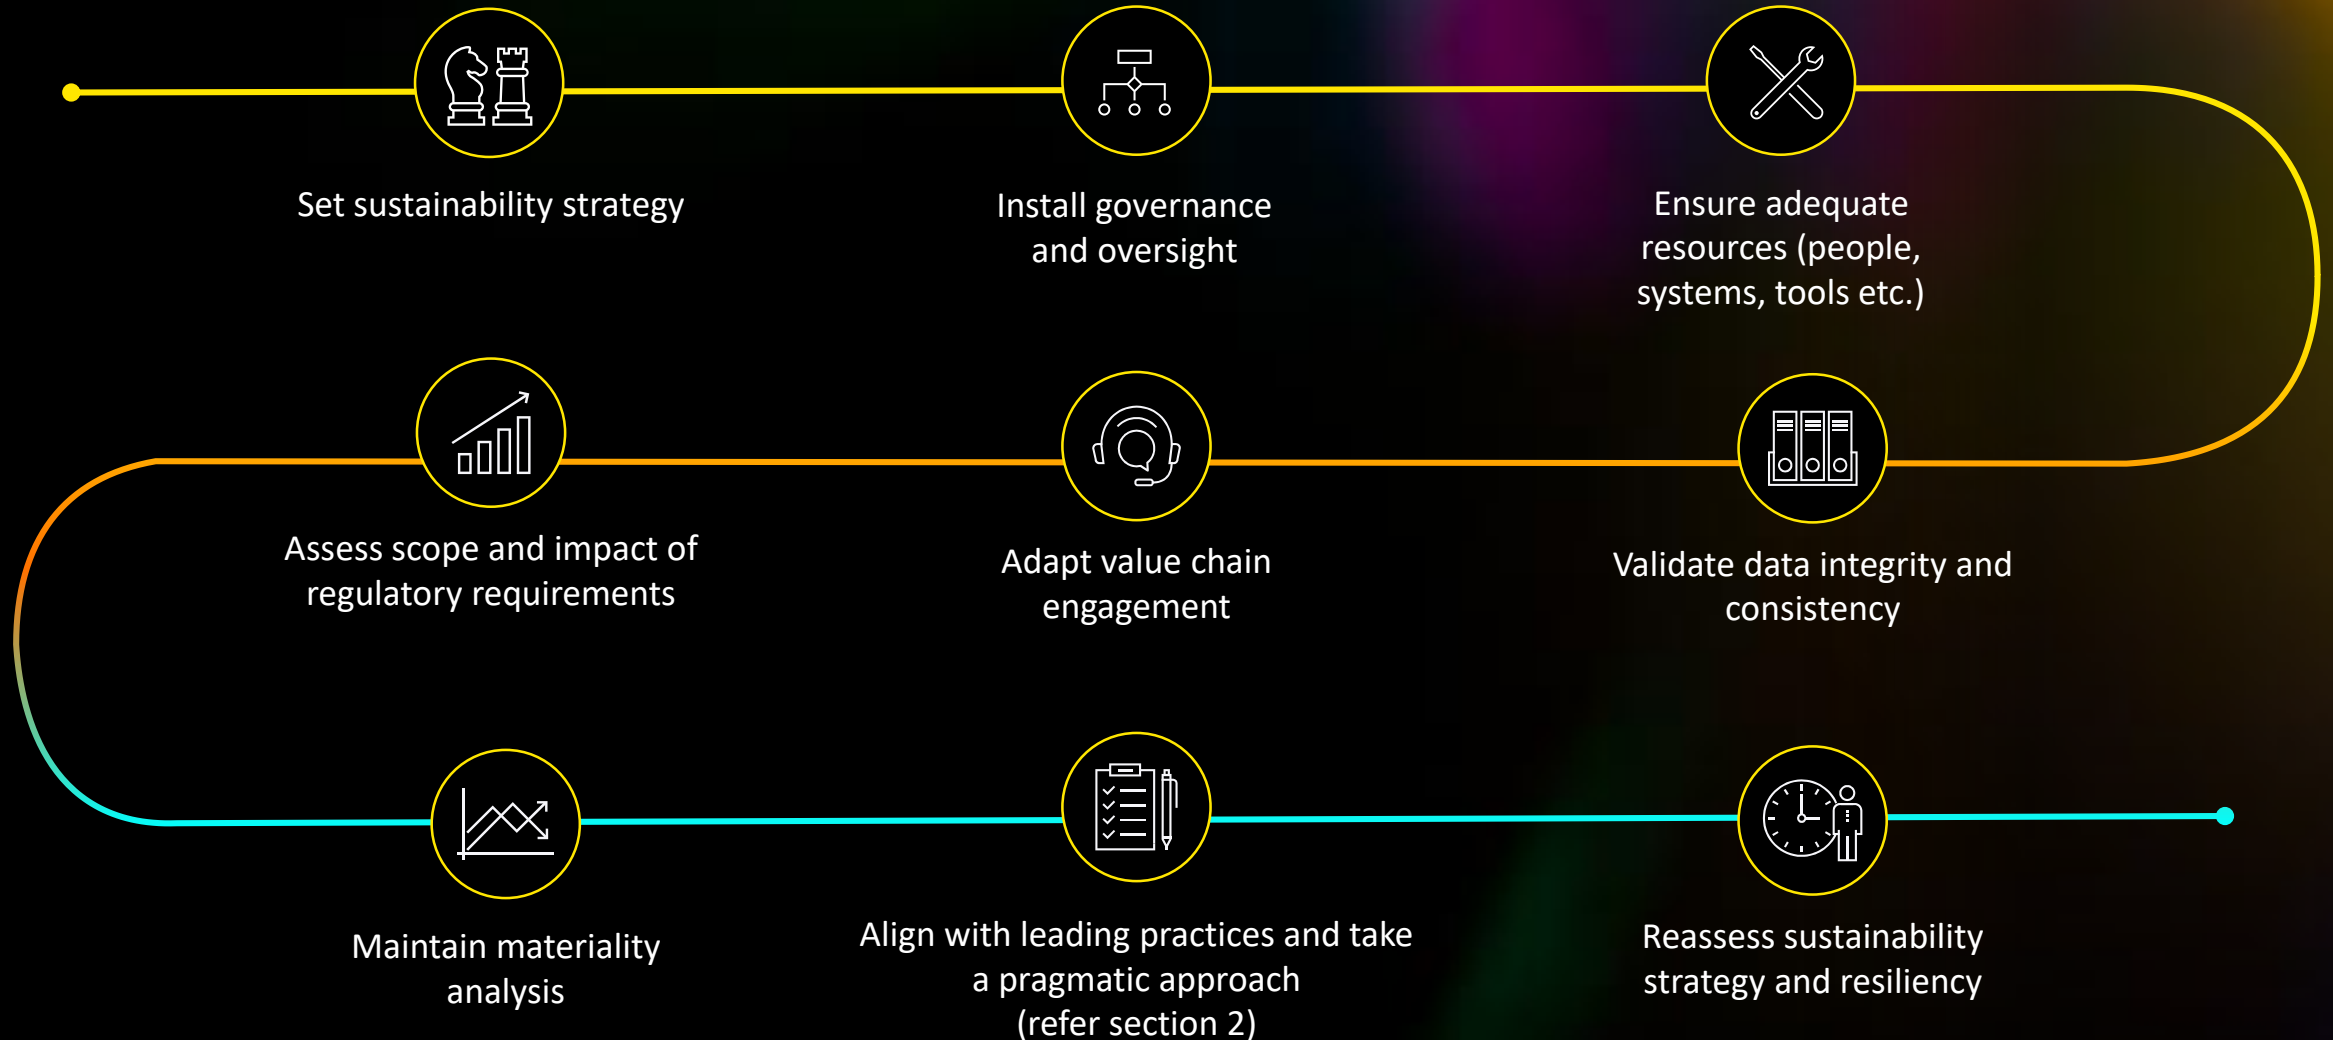 Set sustainability strategy
Install governance
and oversight
Ensure adequate
resources (people,
systems, tools etc.)
Assess scope and impact of
regulatory requirements
Adapt value chain
engagement
Validate data integrity and
consistency
Maintain materiality
analysis
Align with leading practices and take
a pragmatic approach
(refer section 2)
Reassess sustainability
strategy and resiliency